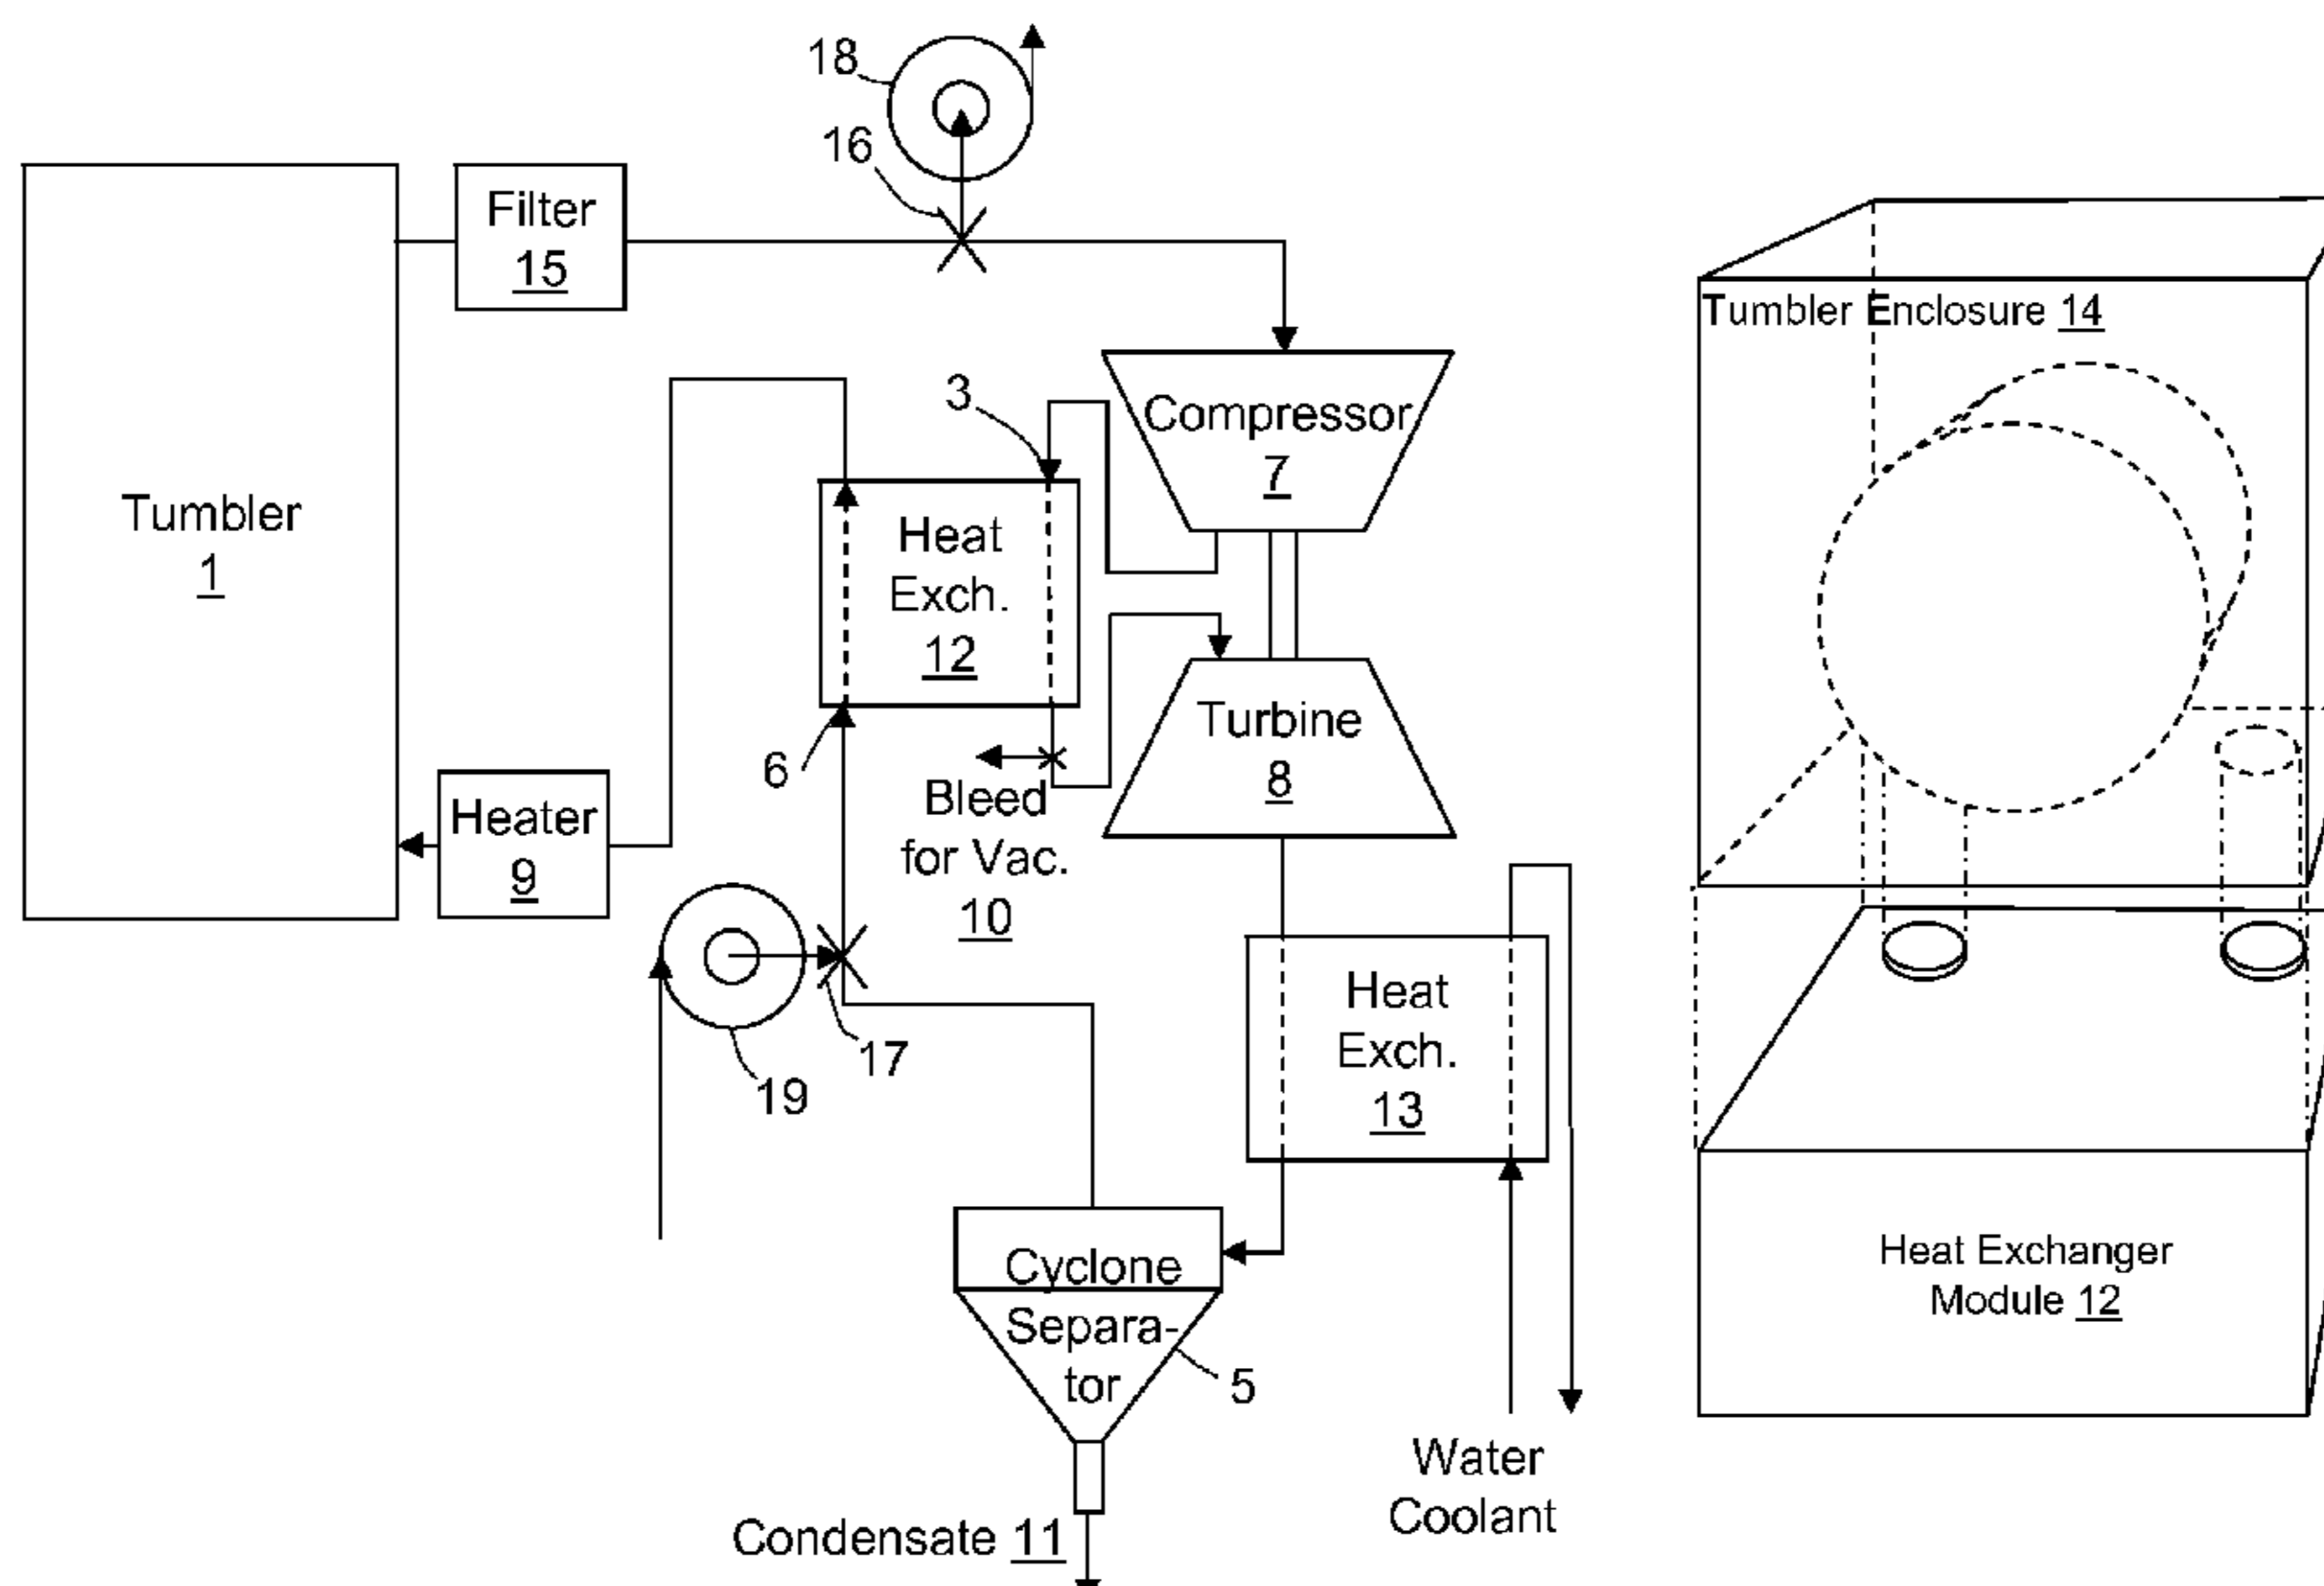 18
16
Filter
15
Tumbler Enclosure 14
3
Compressor
7
Tumbler
1
Heat
Exch.
12
Turbine
8
6
Bleed
for Vac.
10
Heater
9
Heat
Exch.
13
17
19
Cyclone
Separa-
tor
5
Heat Exchanger
Module 12
Water
Coolant
Condensate 11